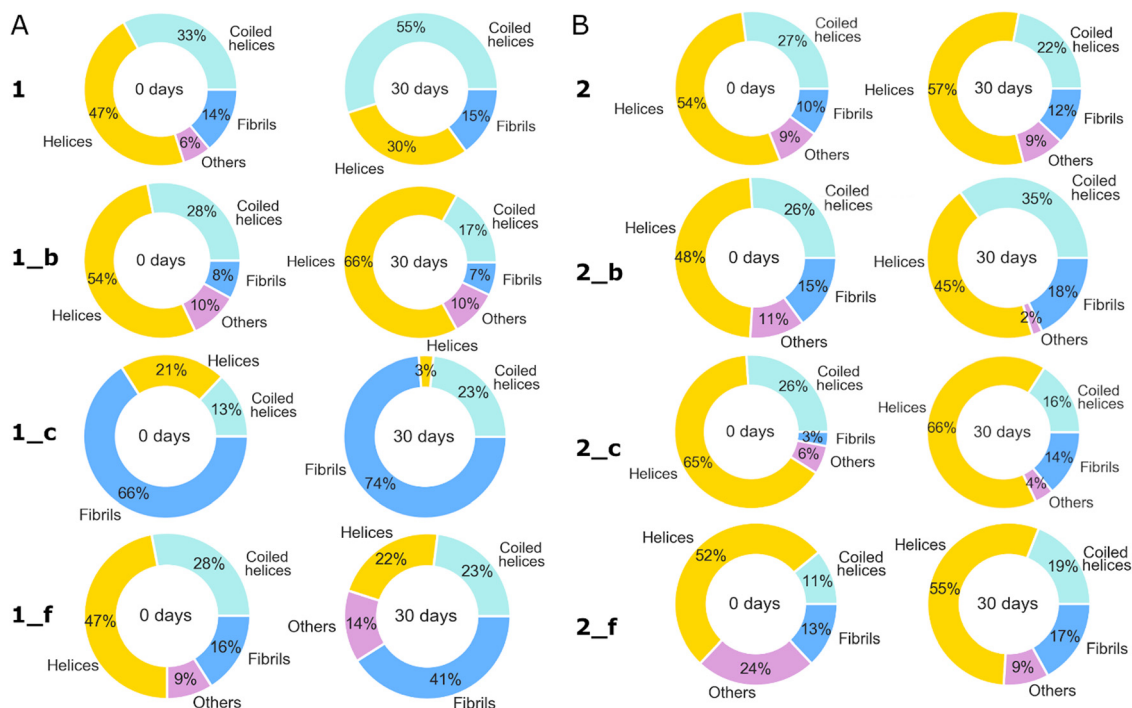 A
B
1
33%
Coiled
helices
0 days
47%
14%
Helices
Fibrils
6%
Others
55%
Coiled
helices
30 days
15%
Fibrils
30%
Helices
2
27%
Coiled
helices
0 days
Helices
54%
10%
Fibrils
9%
Others
22%
Coiled
helices
30 days
Helices
57%
12%
Fibrils
9%
Others
1_b
28%
Coiled
helices
0 days
54%
8%
Fibrils
10%
Others
Helices
17%
Coiled
helices
30 days
Helices
66%
7%
Fibrils
10%
Others
2_b
26%
Coiled
helices
0 days
Helices
48%
15%
Fibrils
11%
Others
35%
Coiled
helices
30 days
Helices
45%
18%
Fibrils
2%
Others
1_c
21%
Helices
13%
Coiled
helices
0 days
66%
Fibrils
Helices
3%
23%
Coiled
helices
30 days
Fibrils
74%
2_c
26%
Coiled
helices
0 days
3%
Fibrils
6%
Others
65%
Helices
16%
Coiled
helices
30 days
Helices
66%
14%
Fibrils
4%
Others
1_f
28%
Coiled
helices
0 days
47%
16%
Fibrils
Helices
9%
Others
Helices
22%
23%
Coiled
helices
30 days
Others
14%
41%
Fibrils
2_f
Helices
52%
11%
Coiled
helices
0 days
13%
Fibrils
24%
Others
Helices
55%
19%
Coiled
helices
30 days
17%
Fibrils
9%
Others